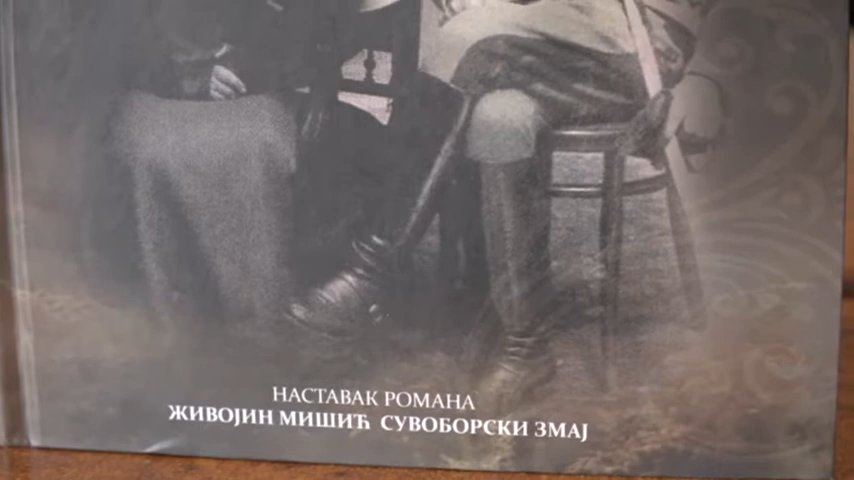 НАСТАВАК РОМАНА
ЖИВОЈИН МИШИЋ СУВОБОРСКИ ЗМАЈ